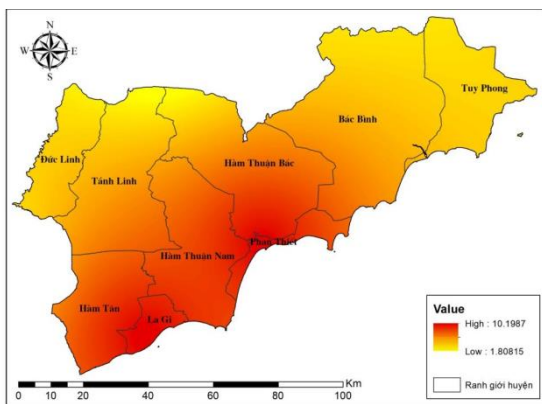 N
W E
S
Tuy Phong
Bắc Bình
Đức Linh
Tánh Linh
Hàm Thuận Bắc
Phan Thiết
Hàm Thuận Nam
Hàm Tân
La Gi
Value
High : 10.1987
Low : 1.80815
Ranh giới huyện
Km
0 5 10 20 40 60 80 100